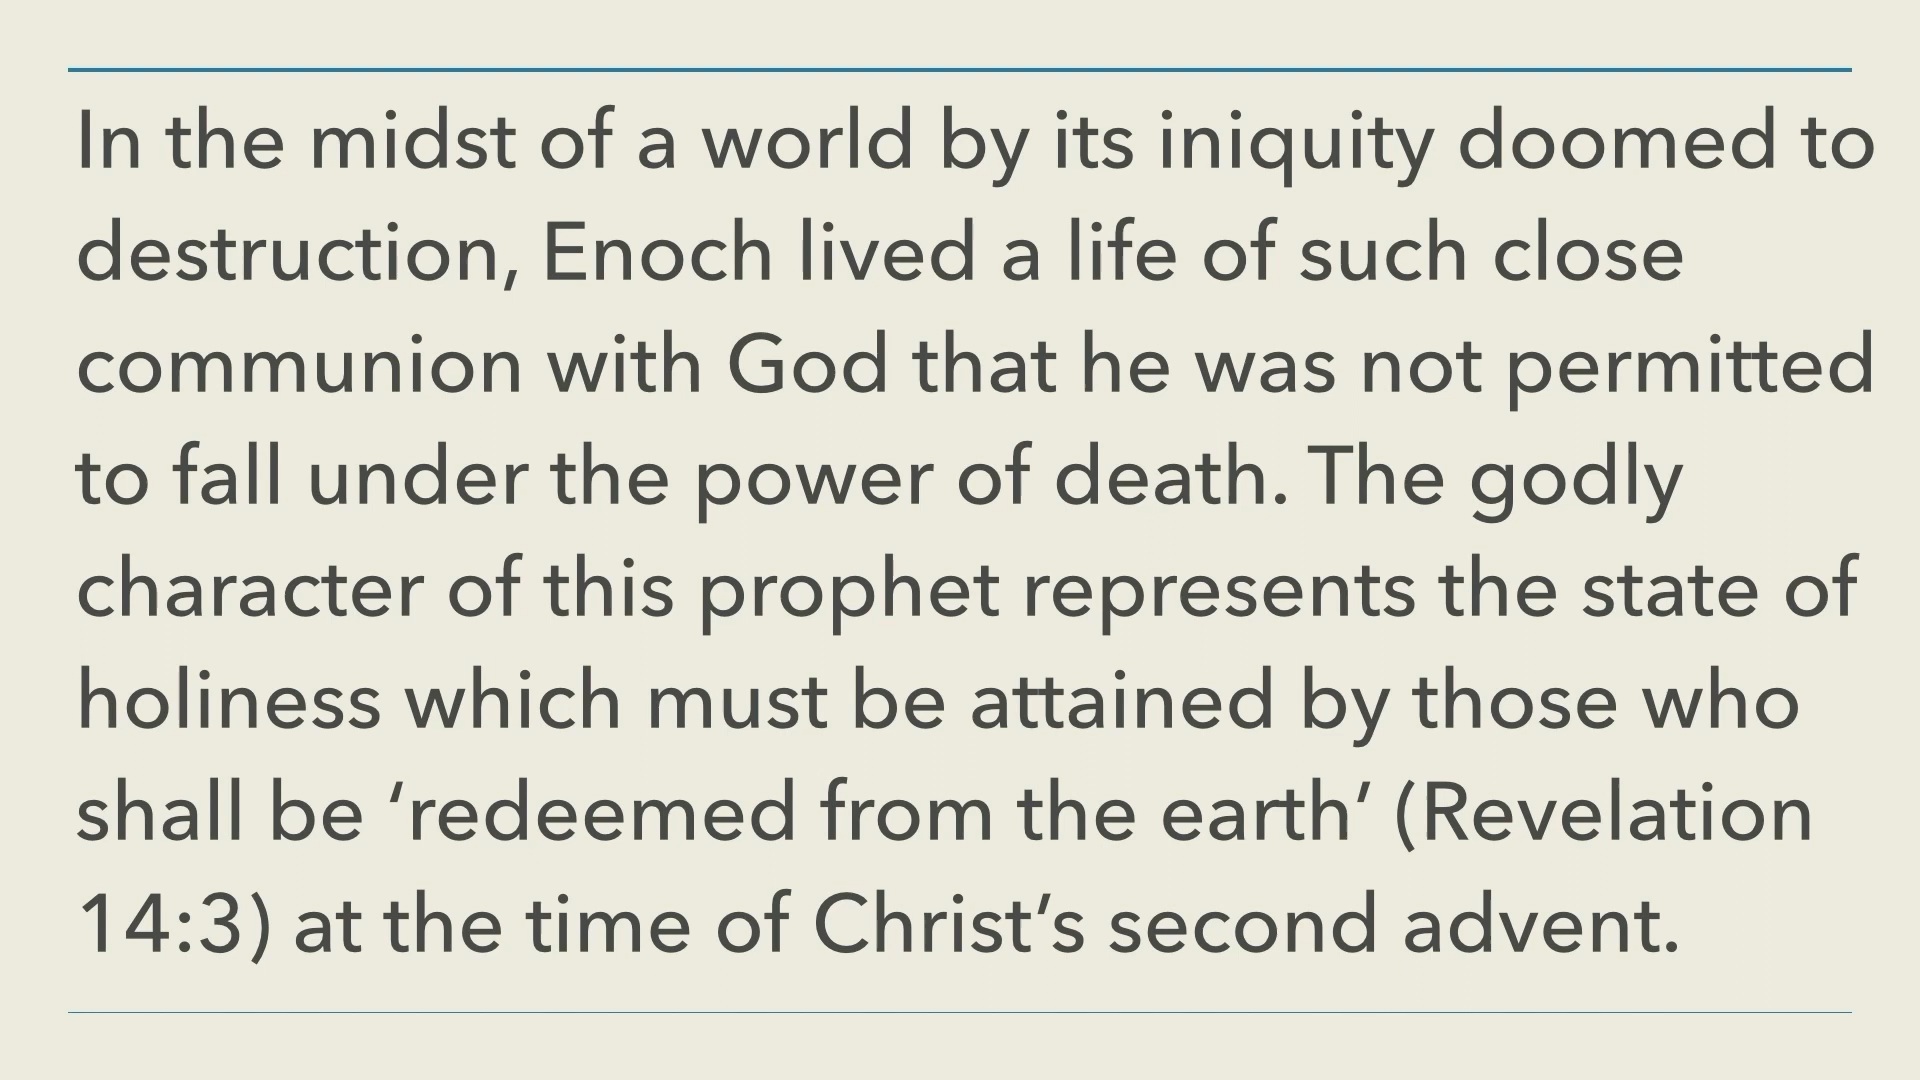 In the midst of a world by its iniquity doomed to
destruction, Enoch lived a life of such close
communion with God that he was not permitted
to fall under the power of death. The godly
character of this prophet represents the state of
holiness which must be attained by those who
shall be ‘redeemed from the earth’ (Revelation
14:3) at the time of Christ’s second advent.